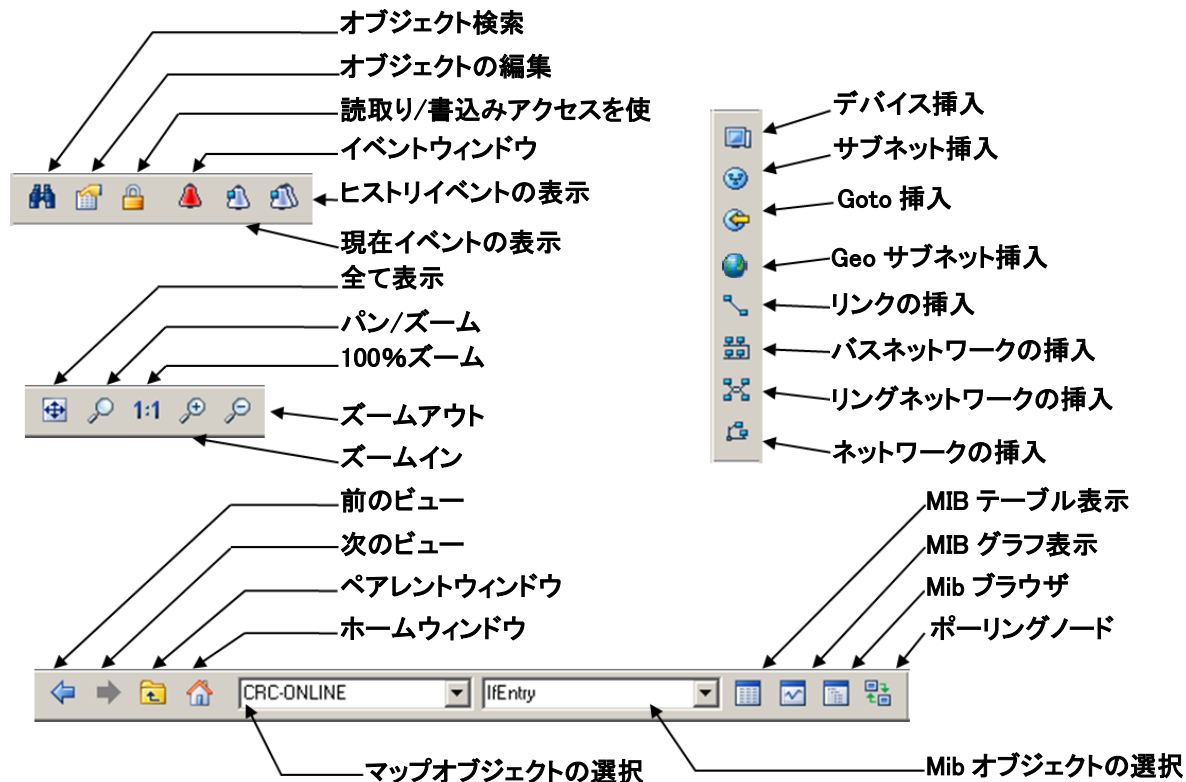 オブジェクト検索
オブジェクトの編集
読取り/書込みアクセスを使
イベントウィンドウ
ヒストリイベントの表示
現在イベントの表示
全て表示
パン/ズーム
100%ズーム
1:1
ズームアウト
ズームイン
デバイス挿入
サブネット挿入
Goto 挿入
Geo サブネット挿入
リンクの挿入
バスネットワークの挿入
リングネットワークの挿入
ネットワークの挿入
前のビュー
次のビュー
ペアレントウィンドウ
ホームウィンドウ
MIB テーブル表示
MIB グラフ表示
Mib ブラウザ
ポーリングノード
CRC-ONLINE
IfEntry
マップオブジェクトの選択
Mib オブジェクトの選択